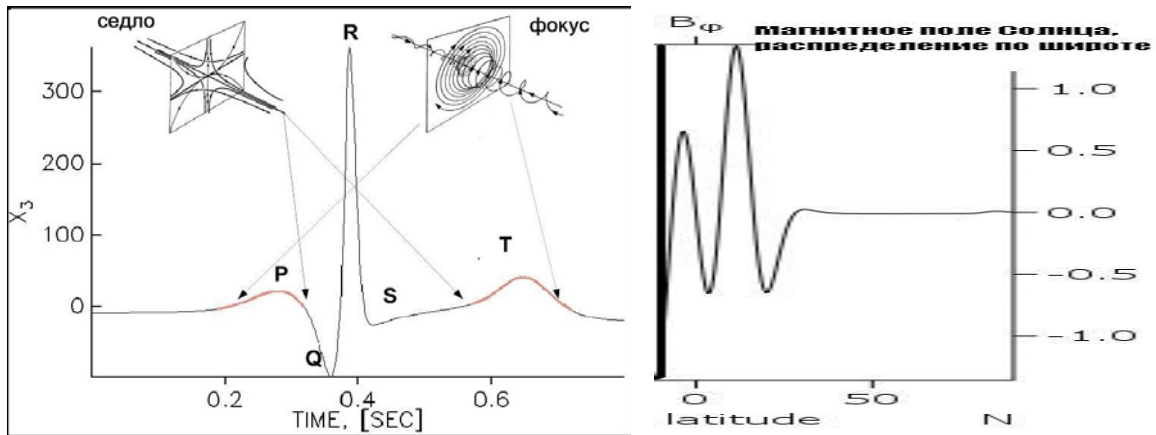 седло
R
фокус
300
200
100
0
X3
P
Q
S
T
0.2
0.4
0.6
TIME, [SEC]
Bφ
Магнитное поле Солнца,
распределение по широте
1.0
0.5
0.0
-0.5
-1.0
0
50
latitude
N